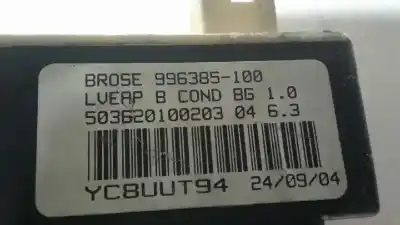 BROSE 996385-100
LVEAP B COND BG 1.0
503620100203 04 6.3
YC8UUT94 24/09/04